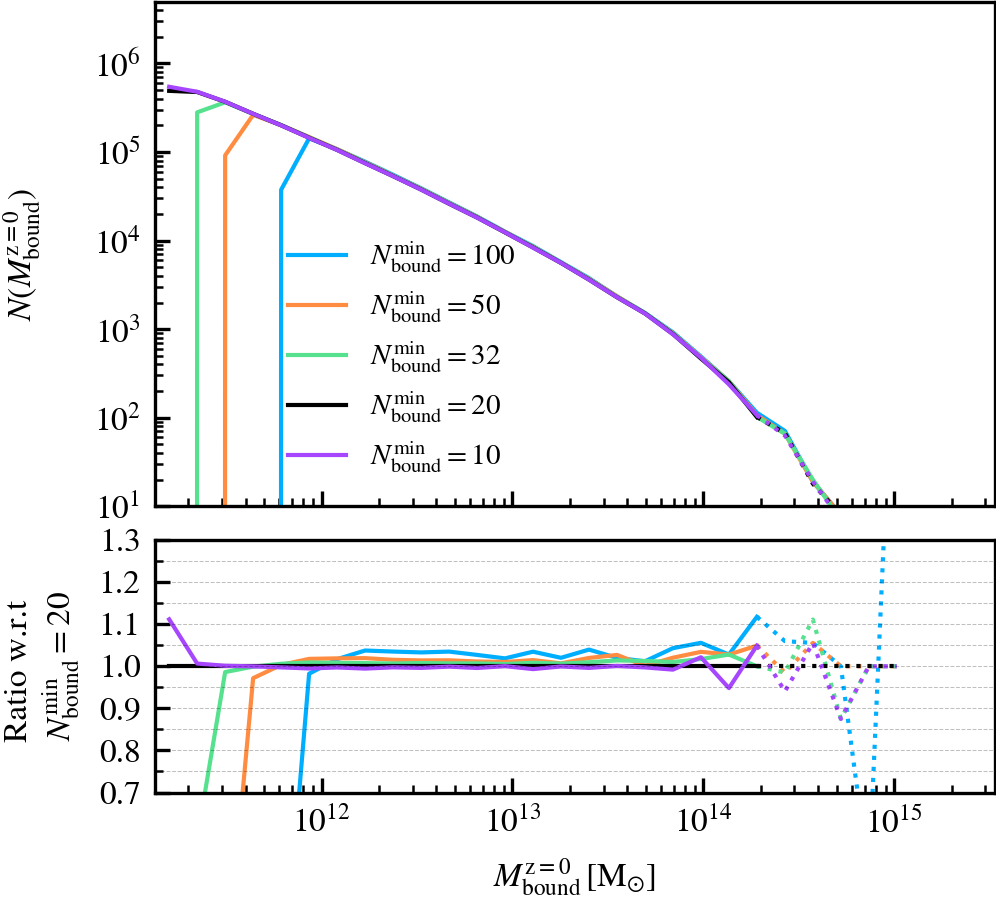 10^6
10^5
10^4
10^3
10^2
10^1
N(M_bound^{z=0})
N_bound^min = 100
N_bound^min = 50
N_bound^min = 32
N_bound^min = 20
N_bound^min = 10
1.3
1.2
1.1
1.0
0.9
0.8
0.7
Ratio w.r.t
N_bound^min = 20
10^12
10^13
10^14
10^15
M_bound^{z=0} [M_⊙]